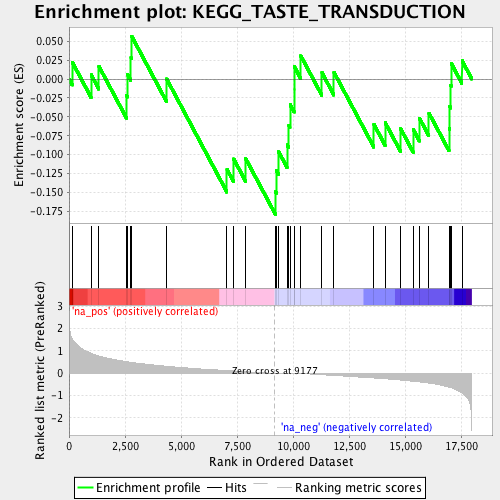 Enrichment plot: KEGG_TASTE_TRANSDUCTION
Enrichment score (ES)
0.050
0.025
0.000
-0.025
-0.050
-0.075
-0.100
-0.125
-0.150
-0.175
'na_pos' (positively correlated)
Ranked list metric (PreRanked)
3
2
1
0
-1
-2
Zero cross at 9177
'na_neg' (negatively correlated)
0 2,500 5,000 7,500 10,000 12,500 15,000 17,500
Rank in Ordered Dataset
Enrichment profile Hits Ranking metric scores